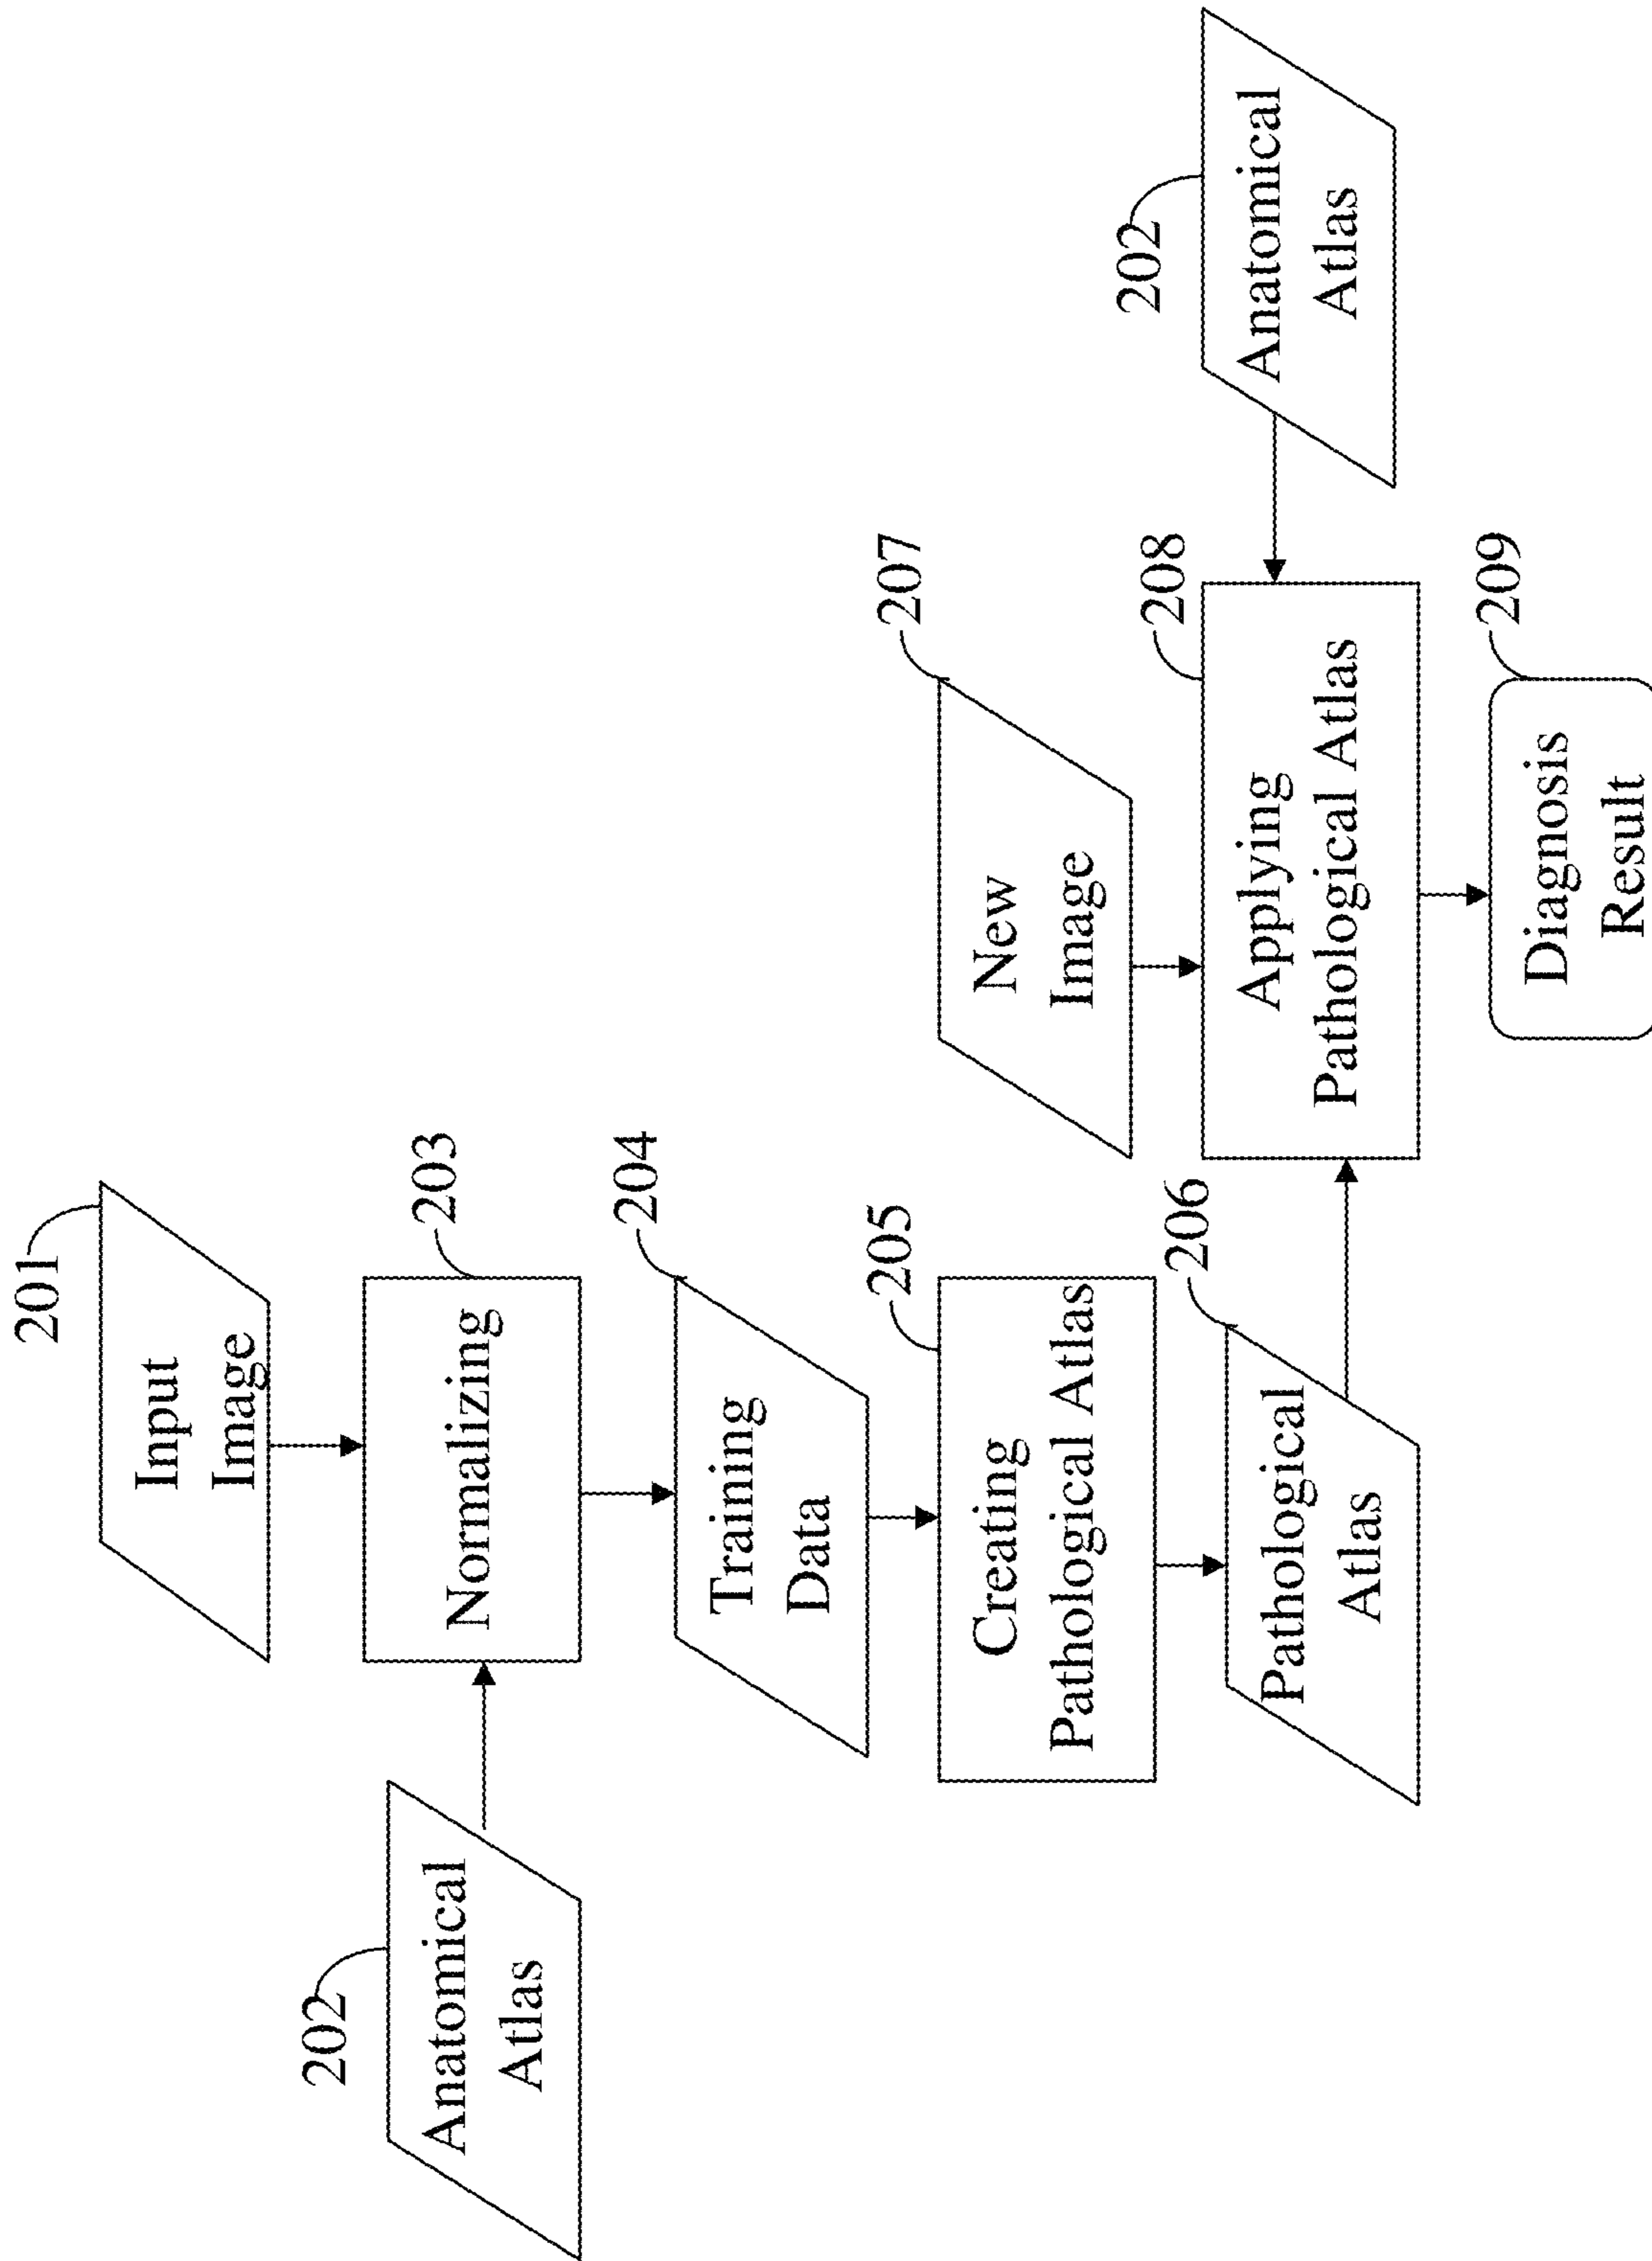 201
Input
Image
202
Anatomical
Atlas
203
Normalizing
204
Training
Data
205
Creating
Pathological Atlas
206
Pathological
Atlas
207
New
Image
208
Applying
Pathological Atlas
202
Anatomical
Atlas
209
Diagnosis
Result